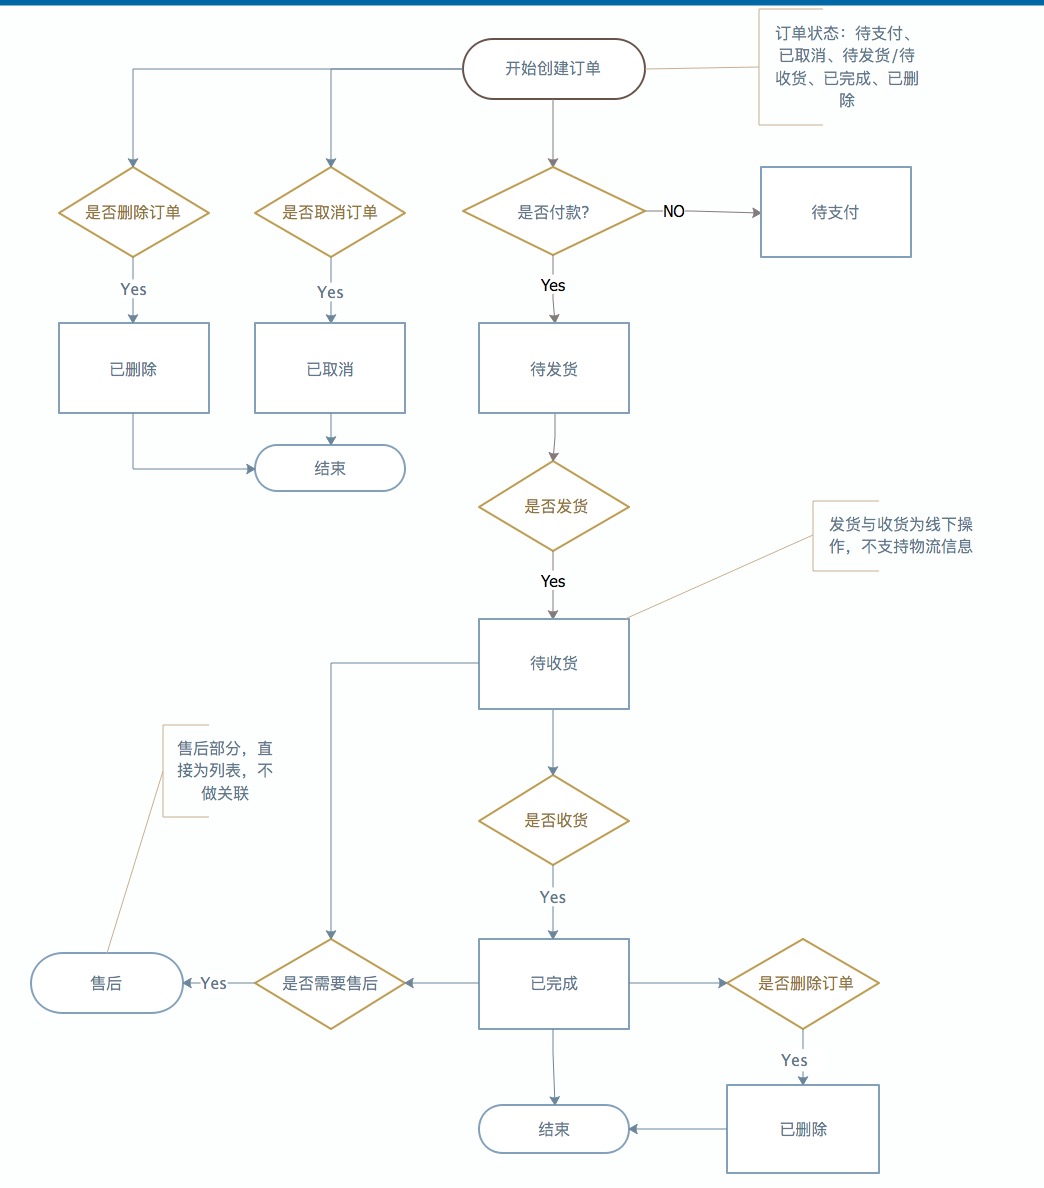 开始创建订单
订单状态：待支付、
已取消、待发货/待
收货、已完成、已删
除
是否删除订单
是否取消订单
是否付款?
NO
待支付
Yes
Yes
Yes
已删除
已取消
待发货
结束
是否发货
发货与收货为线下操
作，不支持物流信息
Yes
待收货
售后部分，直
接为列表，不
做关联
是否收货
Yes
售后
Yes
是否需要售后
已完成
是否删除订单
Yes
结束
已删除